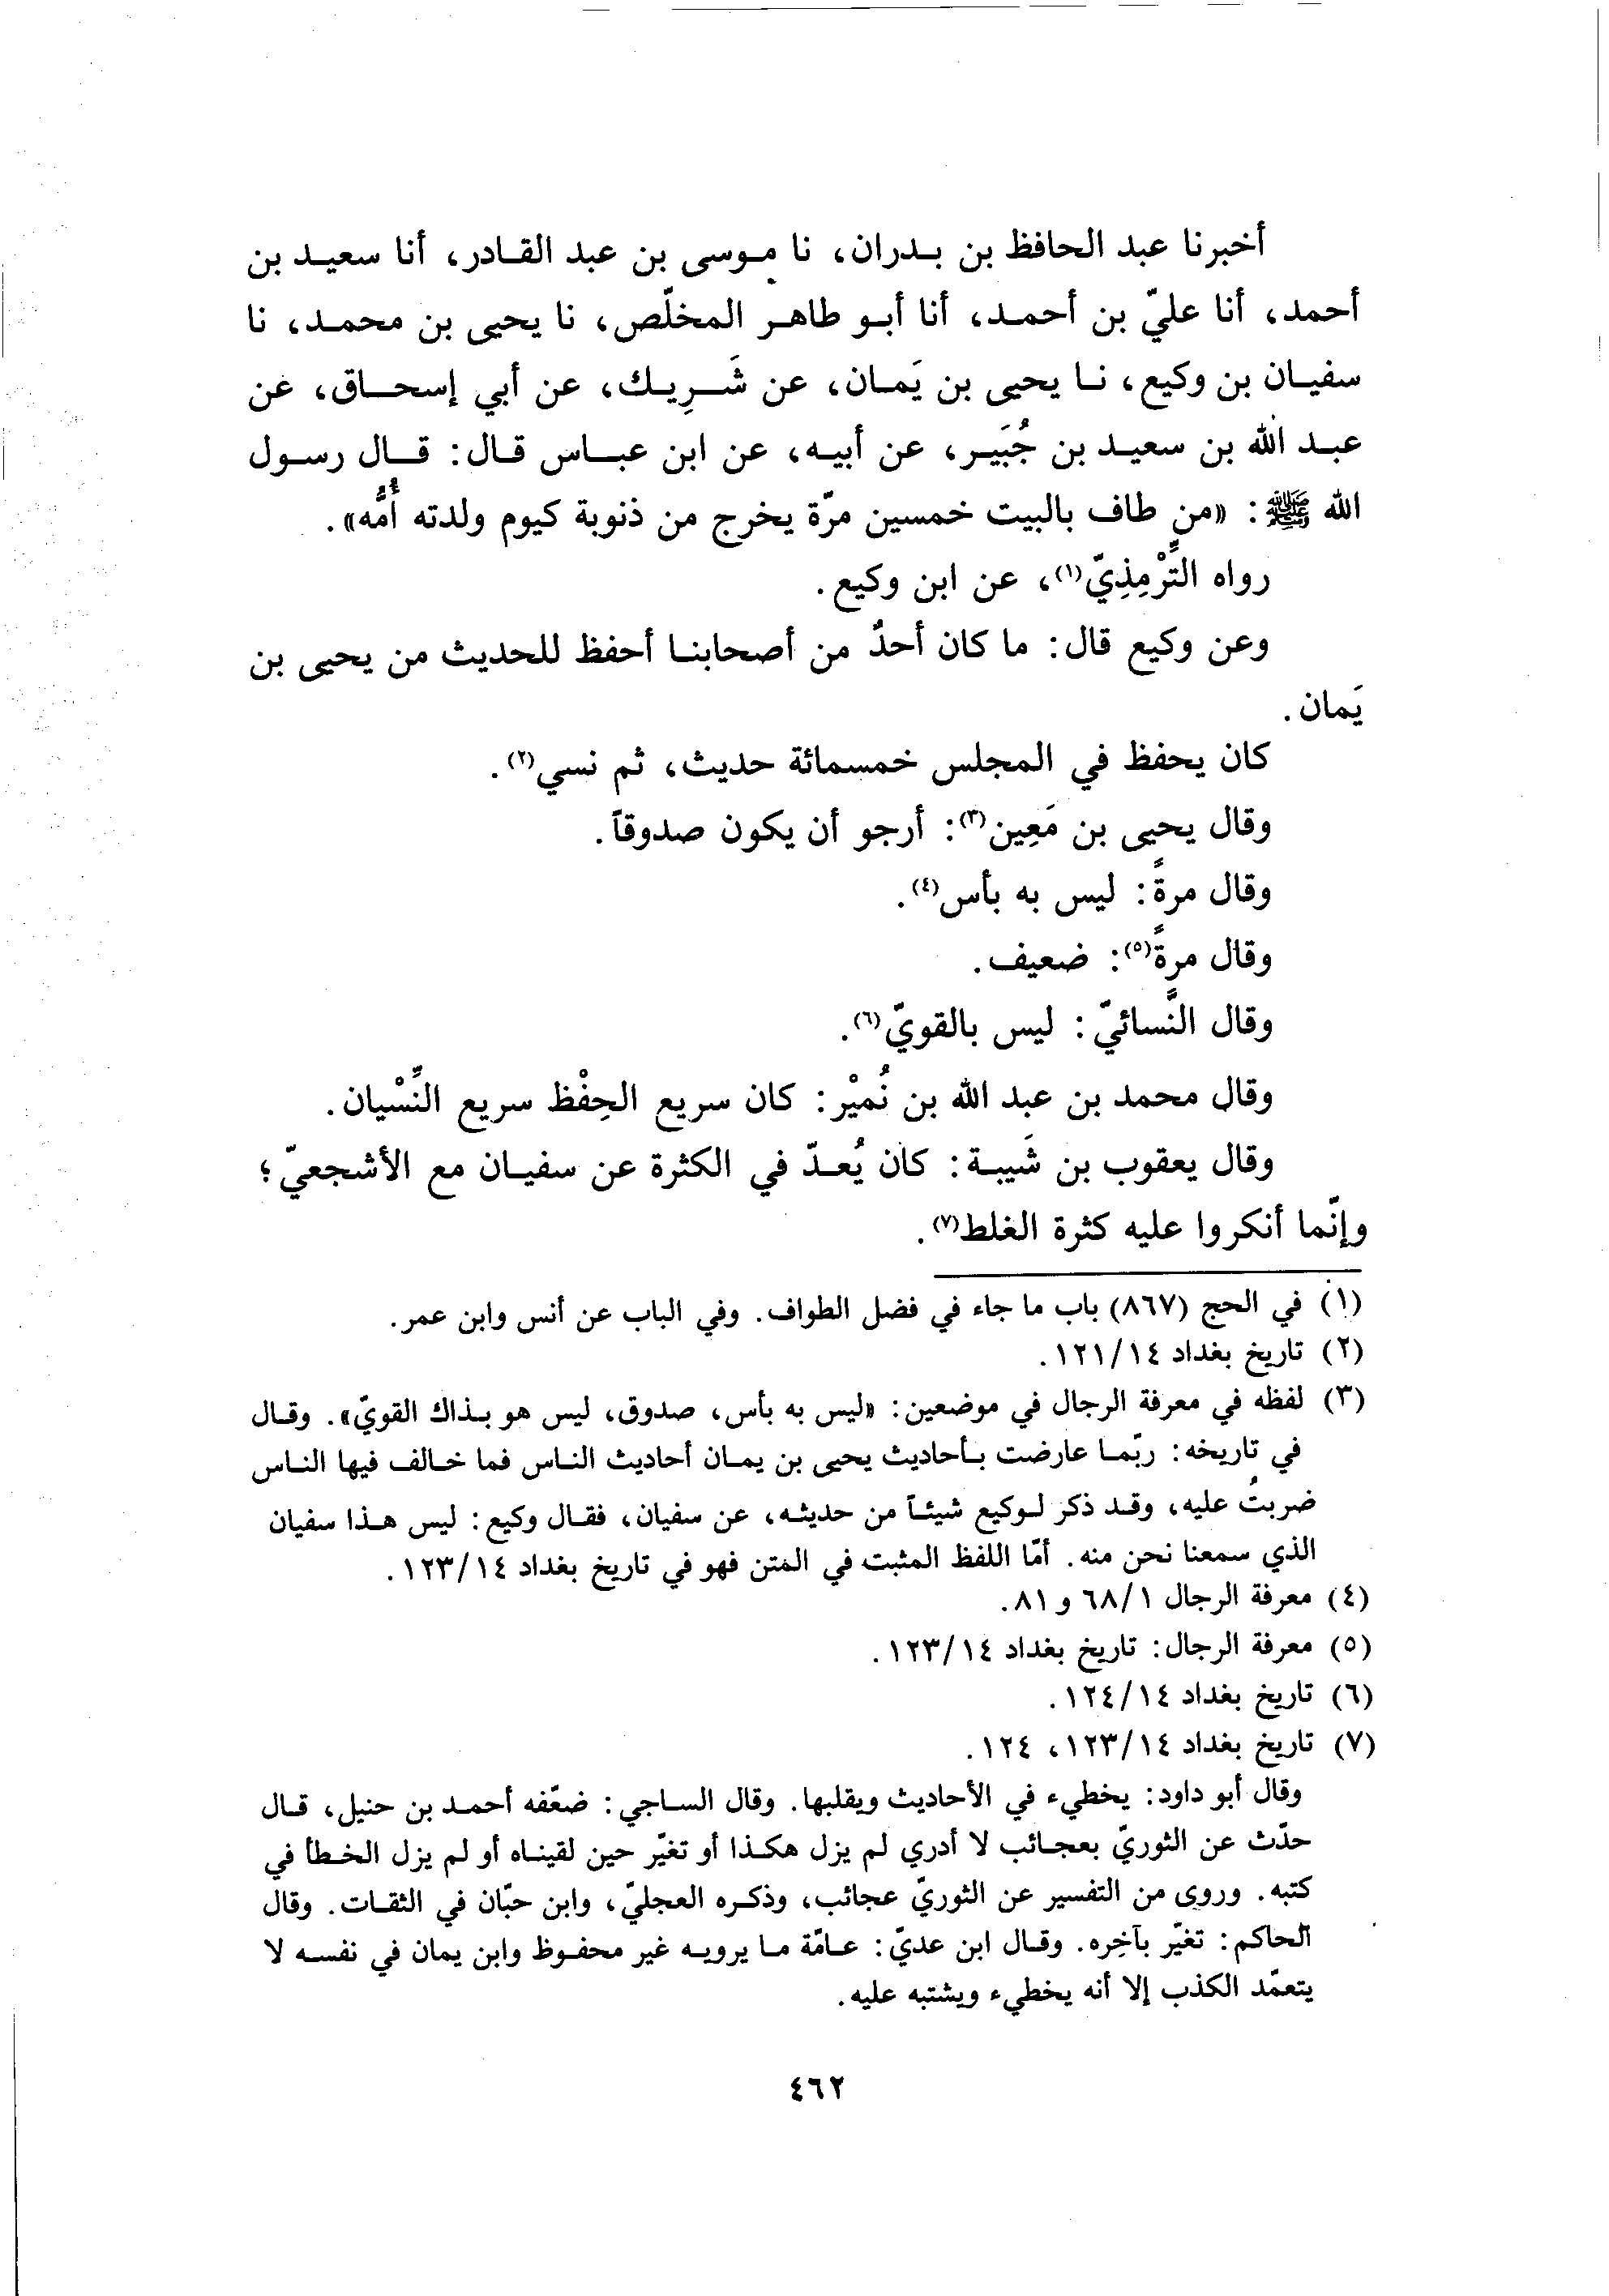 أخبرنا عبد الحافظ بن بدران، نا موسى بن عبد القادر، أنا سعيد بن
أحمد، أنا عليّ بن أحمد، أنا أبو طاهر المخلّص، نا يحيى بن محمد، نا
سفيان بن وكيع، نا يحيى بن يَمان، عن شَرِيك، عن أبي إسحاق، عن
عبد الله بن سعيد بن جُبَير، عن أبيه، عن ابن عباس قال: قال رسول
الله ﷺ: «من طاف بالبيت خمسين مرّة يخرج من ذنوبة كيوم ولدته أُمُّه».
رواه التِّرْمِذِيّ(١)، عن ابن وكيع.
وعن وكيع قال: ما كان أحدٌ من أصحابنا أحفظ للحديث من يحيى بن
يَمان.
كان يحفظ في المجلس خمسمائة حديث، ثم نسي(٢).
وقال يحيى بن مَعِين(٣): أرجو أن يكون صدوقاً.
وقال مرةً: ليس به بأس(٤).
وقال مرةً(٥): ضعيف.
وقال النَّسائيّ: ليس بالقويّ(٦).
وقال محمد بن عبد الله بن نُميْر: كان سريع الحِفْظ سريع النِّسْيان.
وقال يعقوب بن شَيبة: كان يُعدّ في الكثرة عن سفيان مع الأشجعيّ؛
وإنّما أنكروا عليه كثرة الغلط(٧).
(١) في الحج (٨٦٧) باب ما جاء في فضل الطواف. وفي الباب عن أنس وابن عمر.
(٢) تاريخ بغداد ١٢١/١٤.
(٣) لفظه في معرفة الرجال في موضعين: «ليس به بأس، صدوق، ليس هو بذاك القويّ». وقال
في تاريخه: ربّما عارضت بأحاديث يحيى بن يمان أحاديث الناس فما خالف فيها الناس
ضربتُ عليه، وقد ذكر لوكيع شيئاً من حديثه، عن سفيان، فقال وكيع: ليس هذا سفيان
الذي سمعنا نحن منه. أمّا اللفظ المثبت في المتن فهو في تاريخ بغداد ١٢٣/١٤.
(٤) معرفة الرجال ٦٨/١ و ٨١.
(٥) معرفة الرجال: تاريخ بغداد ١٢٣/١٤.
(٦) تاريخ بغداد ١٢٤/١٤.
(٧) تاريخ بغداد ١٢٣/١٤، ١٢٤.
وقال أبو داود: يخطيء في الأحاديث ويقلبها. وقال الساجي: ضعّفه أحمد بن حنيل، قال
حدّث عن الثوريّ بعجائب لا أدري لم يزل هكذا أو تغيّر حين لقيناه أو لم يزل الخطأ في
كتبه. وروى من التفسير عن الثوريّ عجائب، وذكره العجليّ، وابن حبّان في الثقات. وقال
الحاكم: تغيّر بآخِره. وقال ابن عديّ: عامّة ما يرويه غير محفوظ وابن يمان في نفسه لا
يتعمّد الكذب إلا أنه يخطيء ويشتبه عليه.
٤٦٢